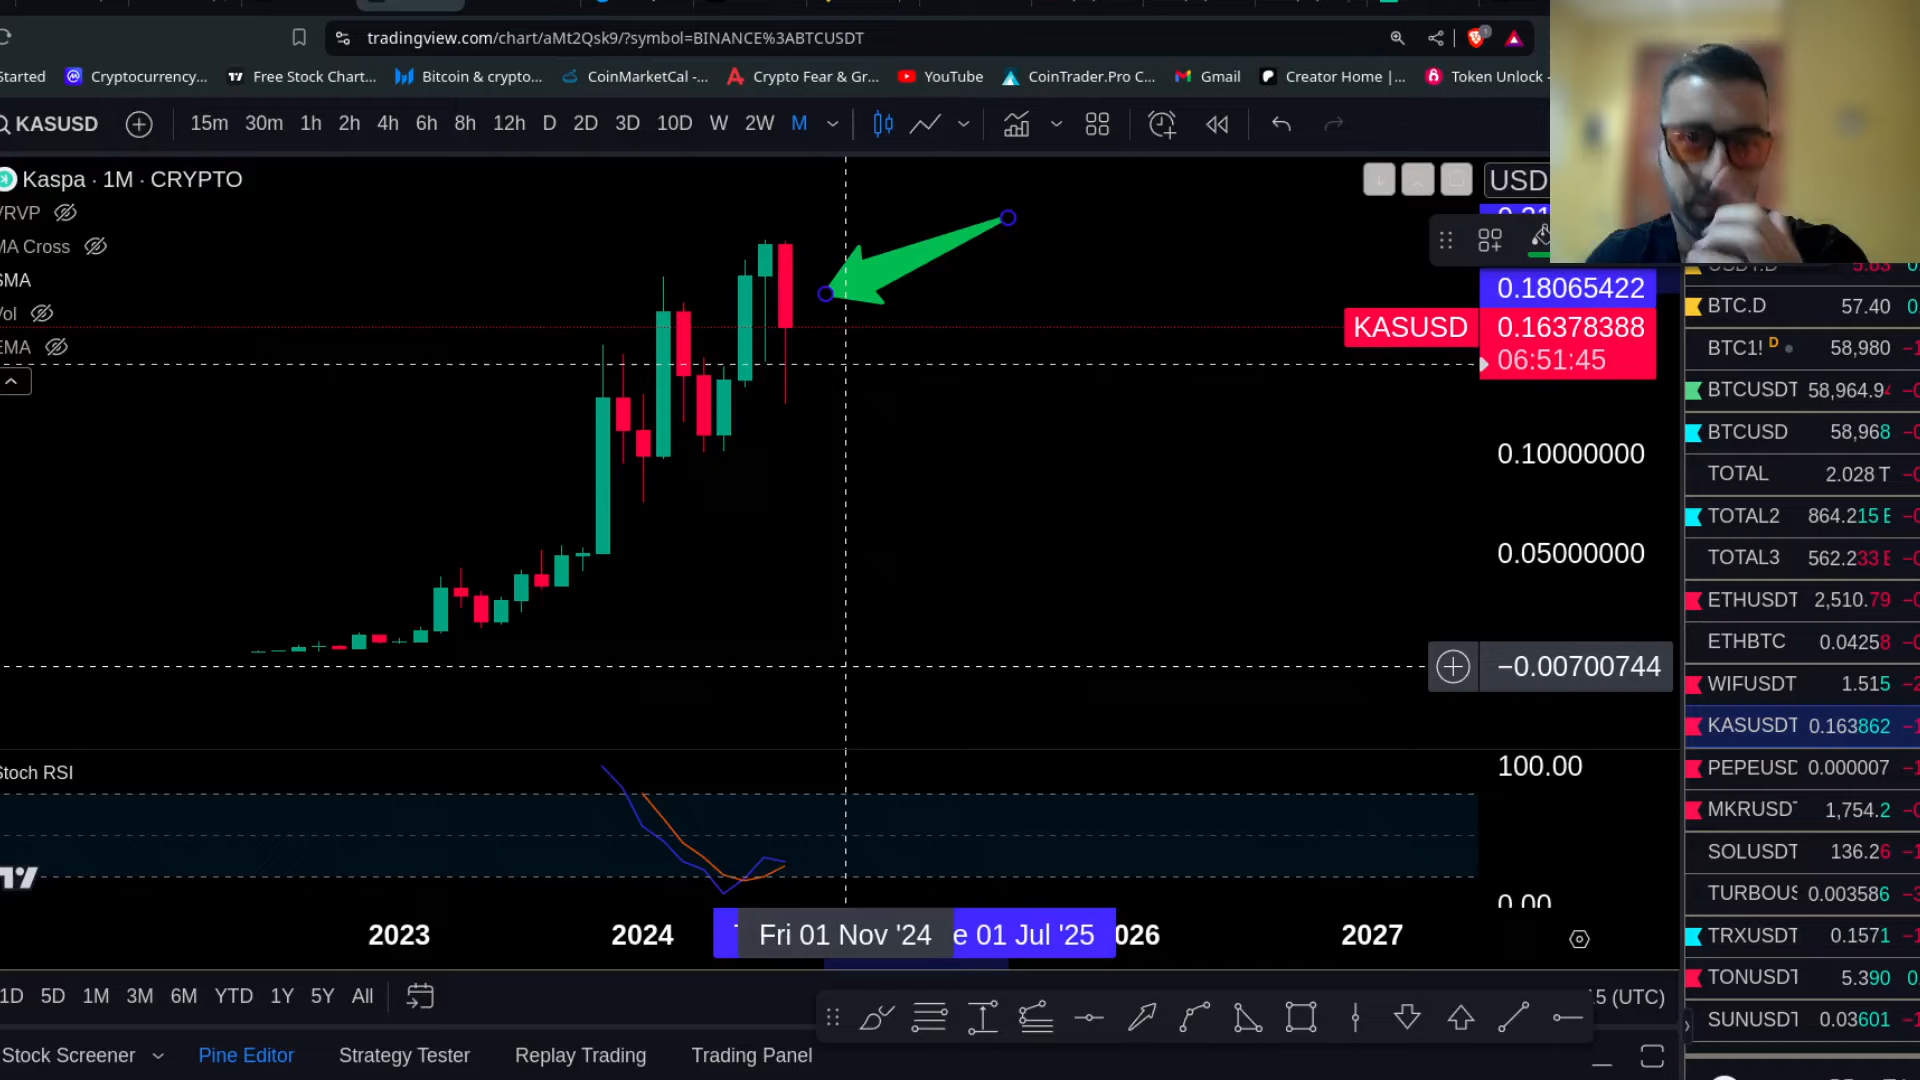 tradingview.com/chart/aMt2Qsk9/?symbol=BINANCE%3ABTCUSDT
Started Cryptocurrency... Free Stock Chart... Bitcoin & crypto... CoinMarketCal -... Crypto Fear & Gr... YouTube CoinTrader.Pro C... Gmail Creator Home |... Token Unlock -
KASUSD 15m 30m 1h 2h 4h 6h 8h 12h D 2D 3D 10D W 2W M
Kaspa · 1M · CRYPTO
USD
VRVP
MA Cross
SMA
Vol
EMA
0.18065422
KASUSD 0.16378388
06:51:45
0.10000000
0.05000000
−0.00700744
Stoch RSI
100.00
0.00
2023 2024 Fri 01 Nov '24 e 01 Jul '25 026 2027
1D 5D 1M 3M 6M YTD 1Y 5Y All
15 (UTC)
Stock Screener Pine Editor Strategy Tester Replay Trading Trading Panel
USDT.D 5.83
BTC.D 57.40
BTC1! D 58,980
BTCUSDT 58,964.94
BTCUSD 58,968
TOTAL 2.028 T
TOTAL2 864.215 B
TOTAL3 562.233 B
ETHUSDT 2,510.79
ETHBTC 0.04258
WIFUSDT 1.515
KASUSDT 0.163862
PEPEUSD 0.000007
MKRUSD 1,754.2
SOLUSDT 136.26
TURBOUS 0.003586
TRXUSDT 0.1571
TONUSDT 5.390
SUNUSDT 0.03601